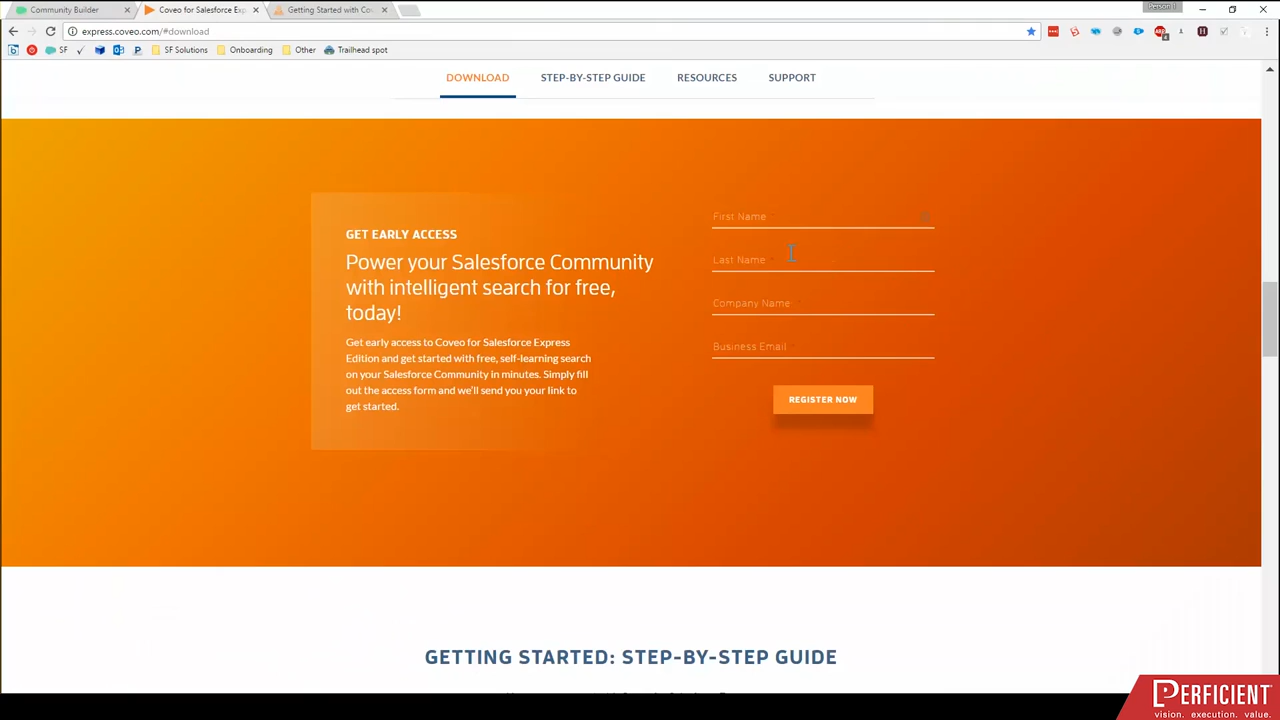 Community Builder
Coveo for Salesforce Exp
Getting Started with Co
Person 1
express.coveo.com/#download
SF
SF Solutions
Onboarding
Other
Trailhead spot
DOWNLOAD
STEP-BY-STEP GUIDE
RESOURCES
SUPPORT
GET EARLY ACCESS
Power your Salesforce Community
with intelligent search for free,
today!
Get early access to Coveo for Salesforce Express
Edition and get started with free, self-learning search
on your Salesforce Community in minutes. Simply fill
out the access form and we'll send you your link to
get started.
First Name *
Last Name *
Company Name *
Business Email *
REGISTER NOW
GETTING STARTED: STEP-BY-STEP GUIDE
PERFICIENT
vision. execution. value.